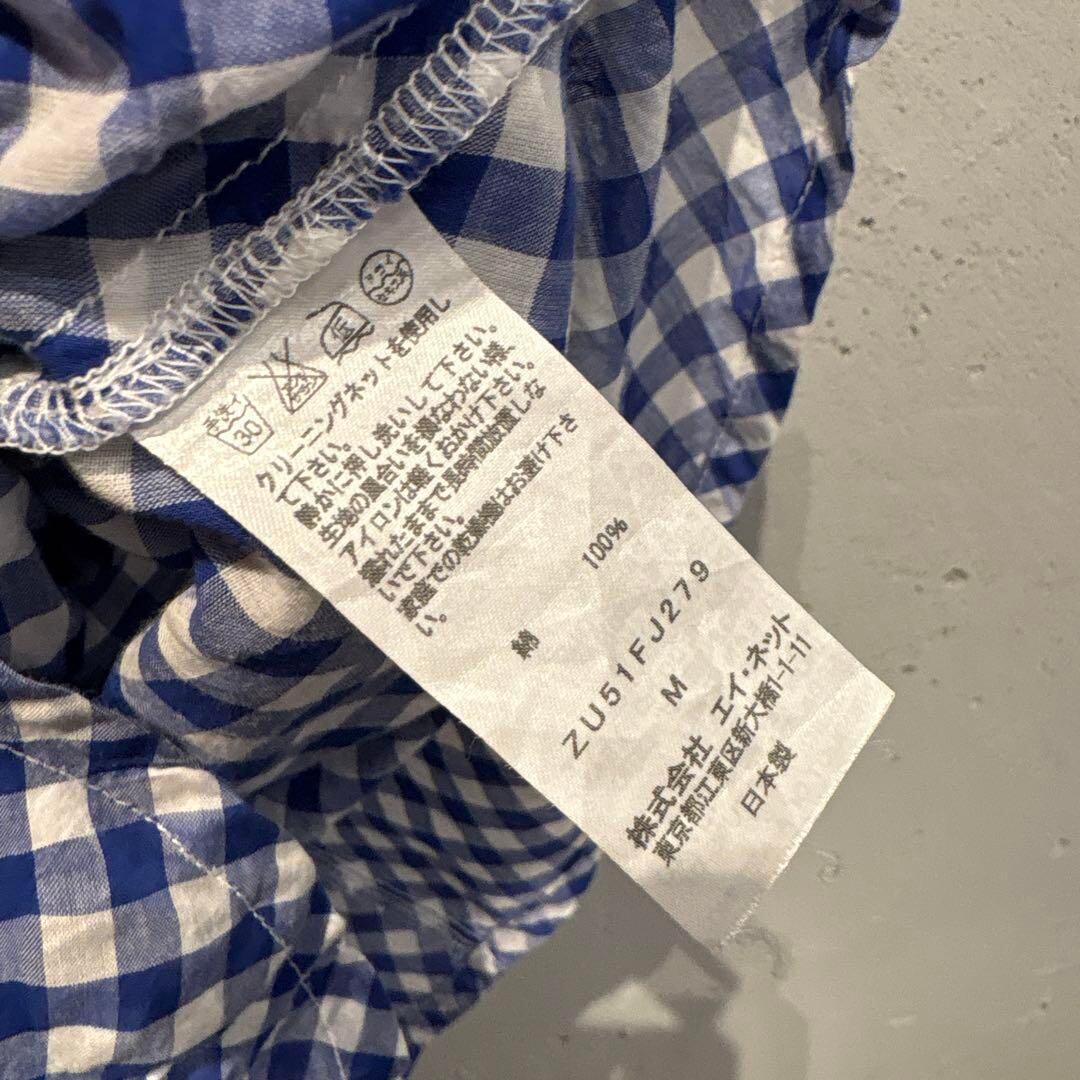 手洗イ
30
中
クリーニングネットを使用し
て下さい。
静かに押し洗いして下さい。
生地の風合いを損なわない様、
アイロンは軽くおかけ下さい。
濡れたままで長時間放置しな
いで下さい。
家庭での乾燥機はお避け下さ
い。
綿 100%
ZU51FJ279
M
株式会社 エイ・ネット
東京都江東区新大橋1-1-11
日本製